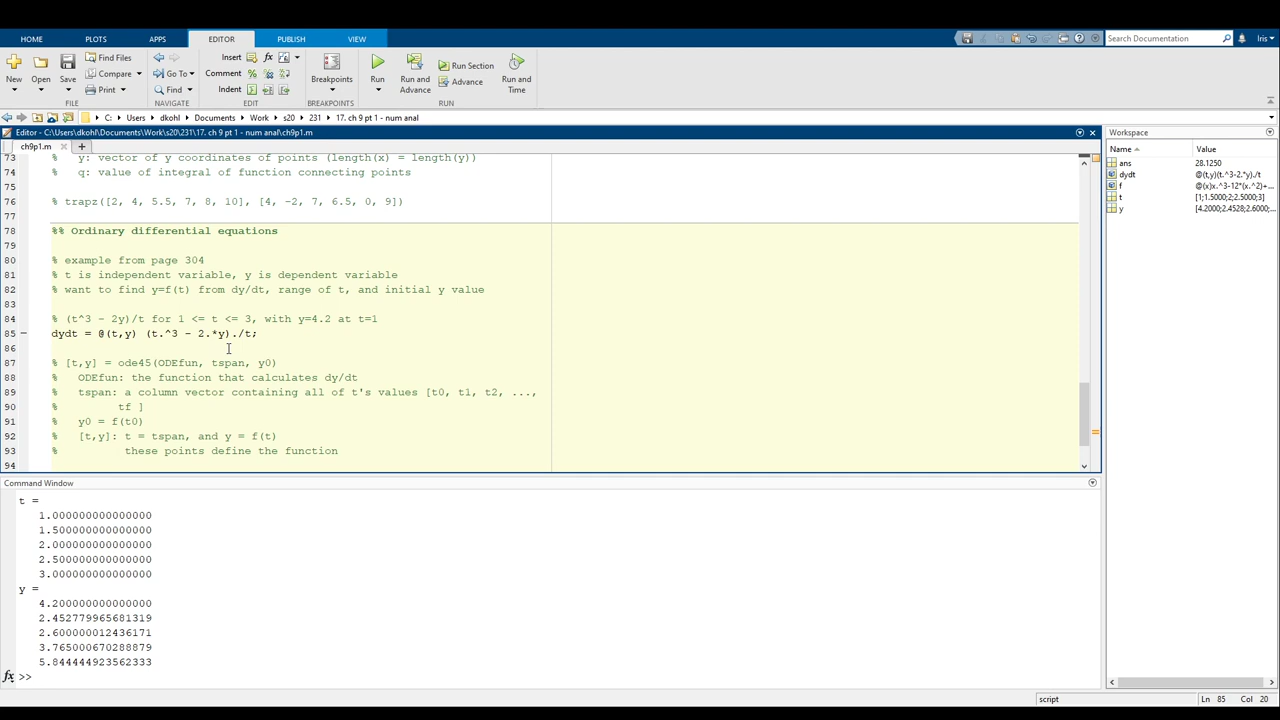 HOME PLOTS APPS EDITOR PUBLISH VIEW
Search Documentation
Iris
New Open Save Find Files Compare Print
Go To Find
Insert fx
Comment
Indent
Breakpoints
Run Run and Advance Run Section Advance Run and Time
FILE NAVIGATE EDIT BREAKPOINTS RUN
C: Users dkohl Documents Work s20 231 17. ch 9 pt 1 - num anal
Editor - C:\Users\dkohl\Documents\Work\s20\231\17. ch 9 pt 1 - num anal\ch9p1.m
ch9p1.m
73 % y: vector of y coordinates of points (length(x) = length(y))
74 % q: value of integral of function connecting points
75
76 % trapz([2, 4, 5.5, 7, 8, 10], [4, -2, 7, 6.5, 0, 9])
77
78 %% Ordinary differential equations
79
80 % example from page 304
81 % t is independent variable, y is dependent variable
82 % want to find y=f(t) from dy/dt, range of t, and initial y value
83
84 % (t^3 - 2y)/t for 1 <= t <= 3, with y=4.2 at t=1
85 dydt = @(t,y) (t.^3 - 2.*y)./t;
86
87 % [t,y] = ode45(ODEfun, tspan, y0)
88 % ODEfun: the function that calculates dy/dt
89 % tspan: a column vector containing all of t's values [t0, t1, t2, ...,
90 % tf ]
91 % y0 = f(t0)
92 % [t,y]: t = tspan, and y = f(t)
93 % these points define the function
94
Workspace
Name Value
ans 28.1250
dydt @(t,y)(t.^3-2.*y)./t
f @(x)x.^3-12*(x.^2)+...
t [1;1.5000;2;2.5000;3]
y [4.2000;2.4528;2.6000;...
Command Window
t =
1.000000000000000
1.500000000000000
2.000000000000000
2.500000000000000
3.000000000000000
y =
4.200000000000000
2.452779965681319
2.600000012436171
3.765000670288879
5.844444923562333
fx >>
script Ln 85 Col 20